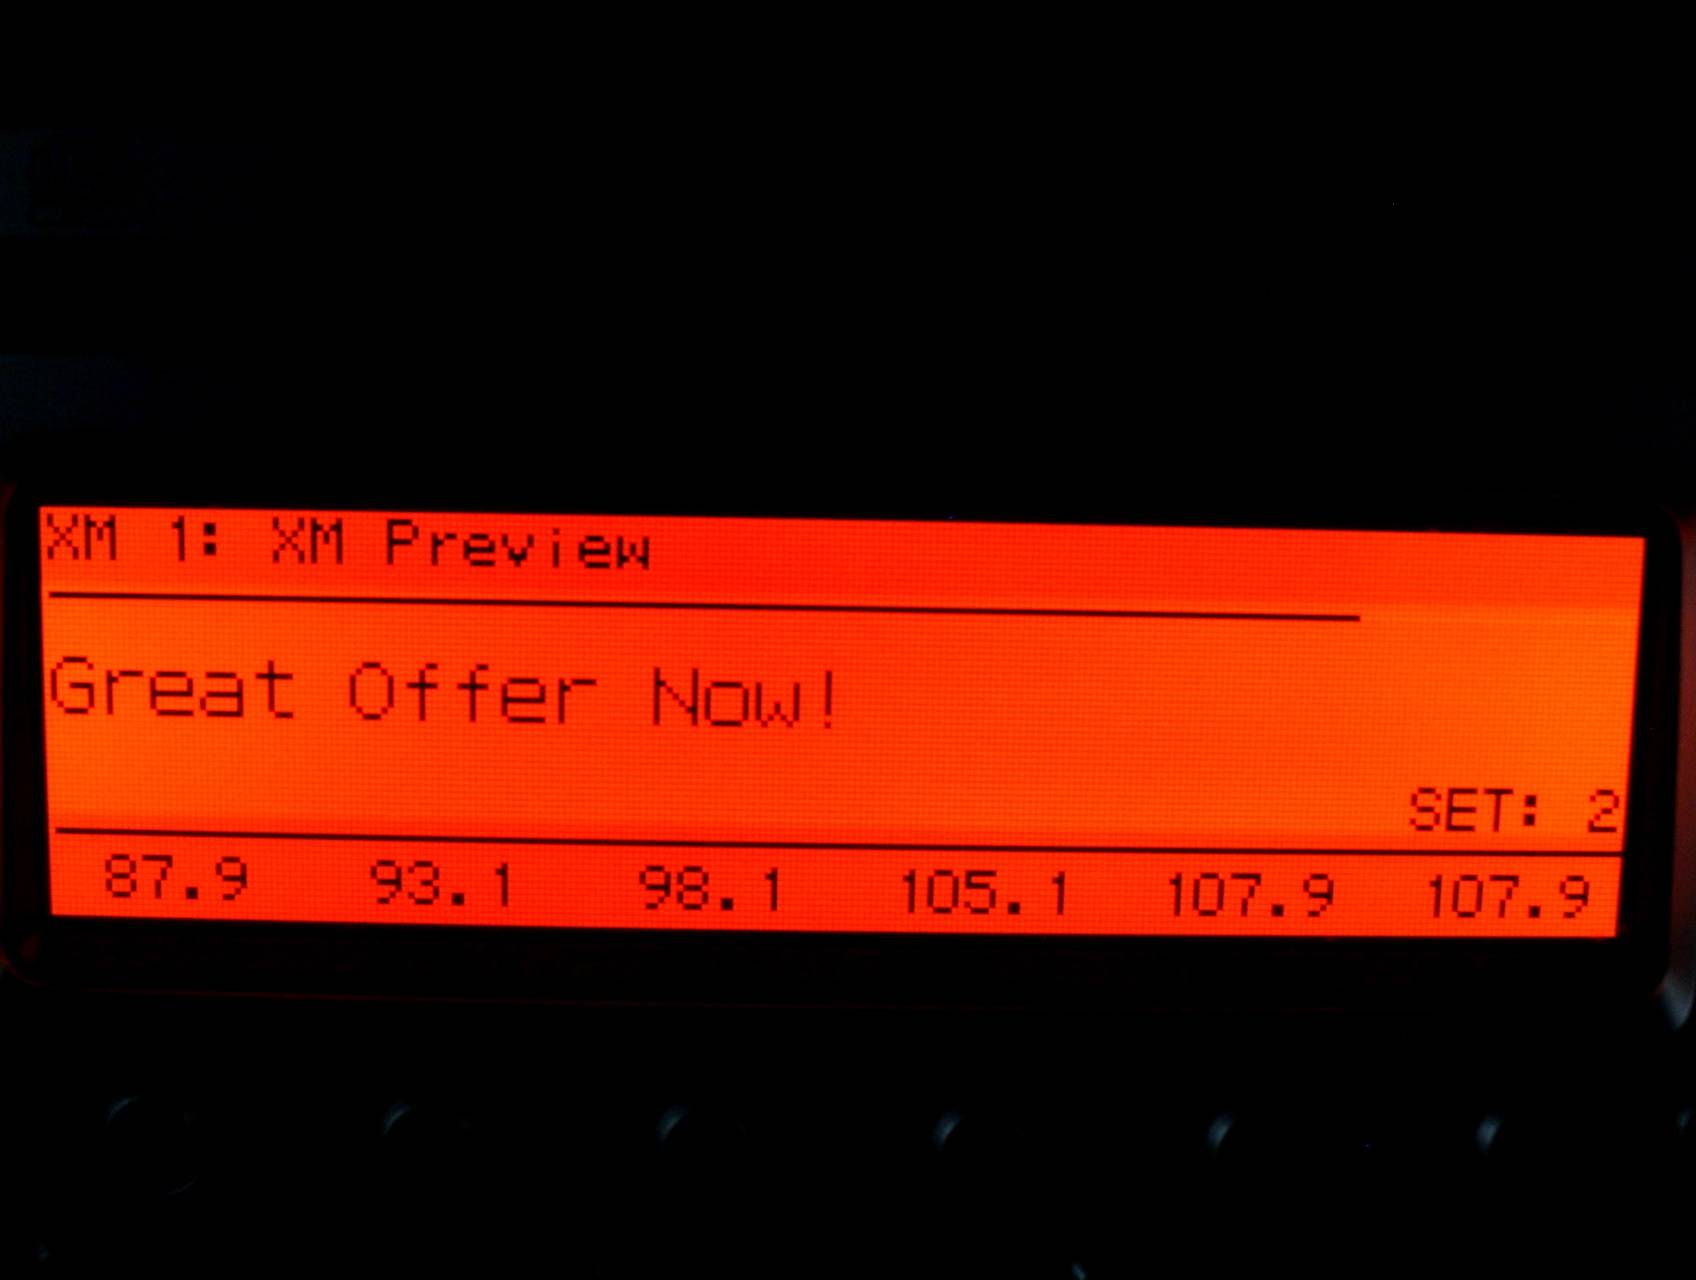 XM 1: XM Preview
Great Offer Now!
SET: 2
87.9 93.1 98.1 105.1 107.9 107.9